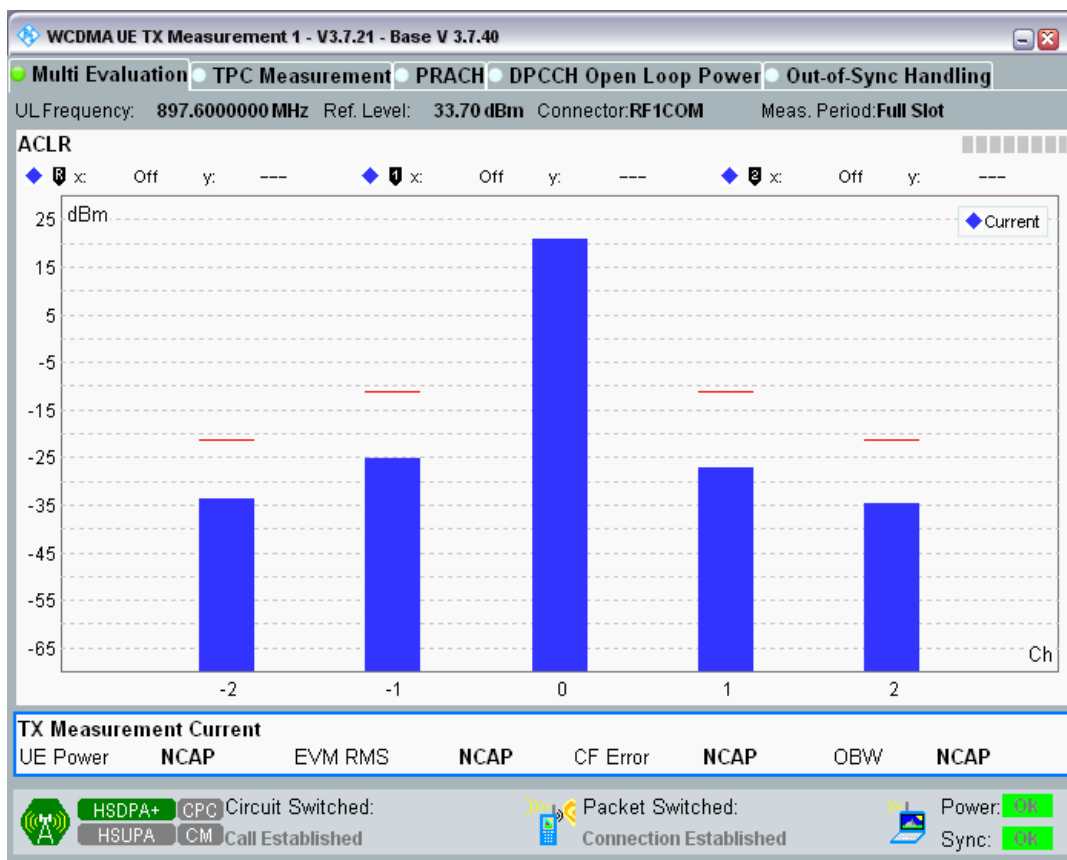 WCDMA UE TX Measurement 1 - V3.7.21 - Base V 3.7.40
Multi Evaluation TPC Measurement PRACH DPCCH Open Loop Power Out-of-Sync Handling
UL Frequency: 897.6000000 MHz Ref. Level: 33.70 dBm Connector:RF1COM Meas. Period:Full Slot
ACLR
R x: Off y: --- 1 x: Off y: --- 2 x: Off y: ---
dBm
Current
25
15
5
-5
-15
-25
-35
-45
-55
-65
Ch
-2 -1 0 1 2
TX Measurement Current
UE Power NCAP EVM RMS NCAP CF Error NCAP OBW NCAP
HSDPA+ CPC Circuit Switched: Packet Switched: Power: Ok
HSUPA CM Call Established Connection Established Sync: Ok